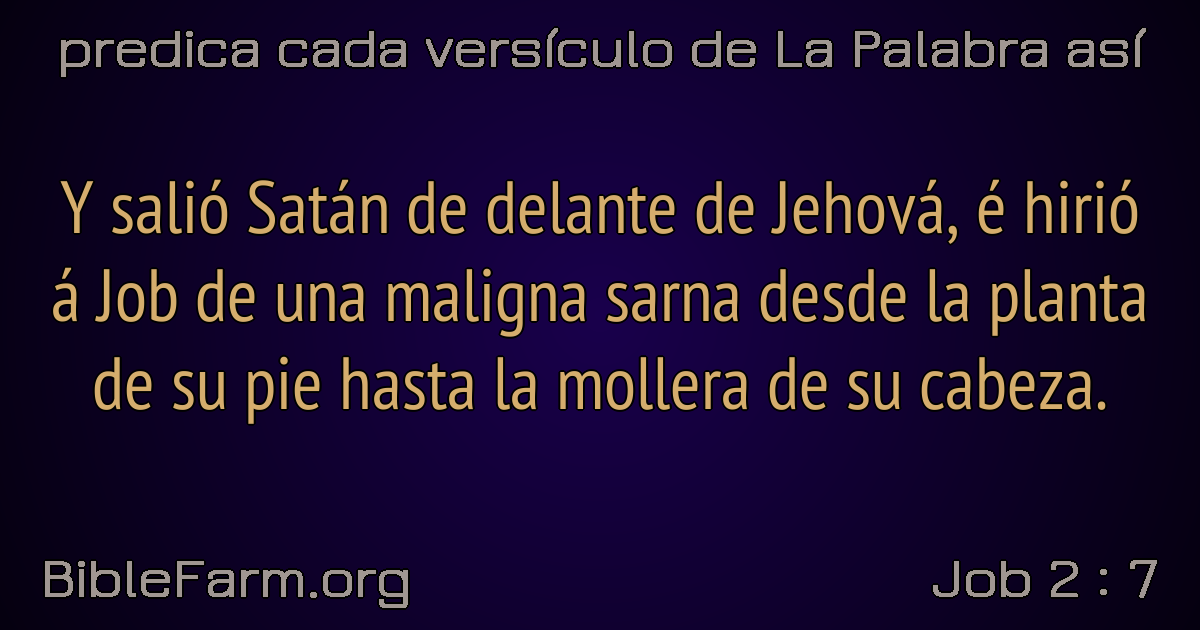 predica cada versículo de La Palabra así
Y salió Satán de delante de Jehová, é hirió
á Job de una maligna sarna desde la planta
de su pie hasta la mollera de su cabeza.
BibleFarm.org
Job 2 : 7